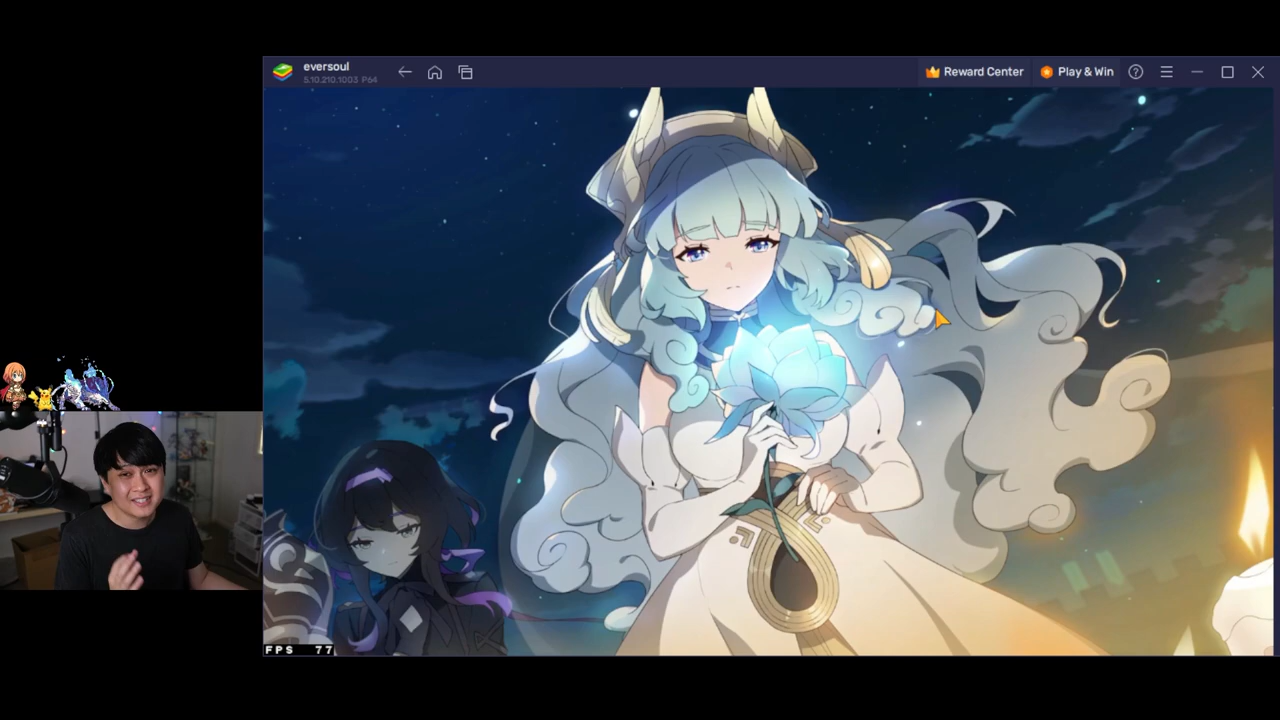 eversoul
5.10.210.1003 P64
Reward Center
Play & Win
FPS 77